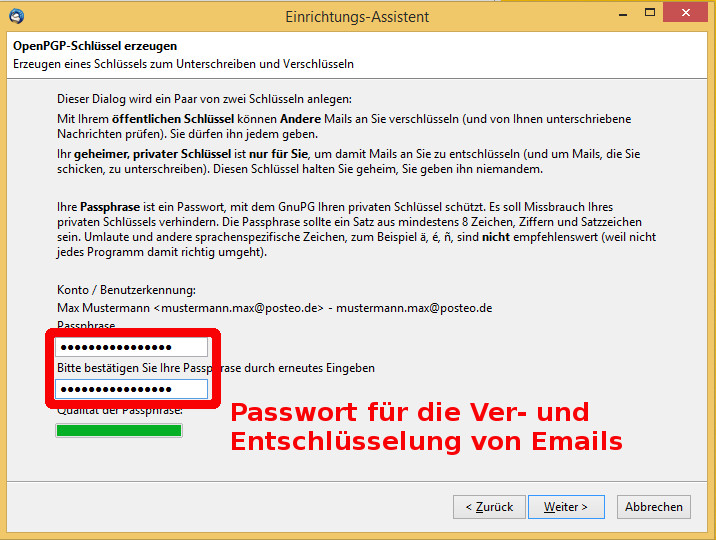 Einrichtungs-Assistent
OpenPGP-Schlüssel erzeugen
Erzeugen eines Schlüssels zum Unterschreiben und Verschlüsseln
Dieser Dialog wird ein Paar von zwei Schlüsseln anlegen:
Mit Ihrem öffentlichen Schlüssel können Andere Mails an Sie verschlüsseln (und von Ihnen unterschriebene
Nachrichten prüfen). Sie dürfen ihn jedem geben.
Ihr geheimer, privater Schlüssel ist nur für Sie, um damit Mails an Sie zu entschlüsseln (und um Mails, die Sie
schicken, zu unterschreiben). Diesen Schlüssel halten Sie geheim, Sie geben ihn niemandem.
Ihre Passphrase ist ein Passwort, mit dem GnuPG Ihren privaten Schlüssel schützt. Es soll Missbrauch Ihres
privaten Schlüssels verhindern. Die Passphrase sollte ein Satz aus mindestens 8 Zeichen, Ziffern und Satzzeichen
sein. Umlaute und andere sprachenspezifische Zeichen, zum Beispiel ä, é, ñ, sind nicht empfehlenswert (weil nicht
jedes Programm damit richtig umgeht).
Konto / Benutzerkennung:
Max Mustermann <mustermann.max@posteo.de> - mustermann.max@posteo.de
Passphrase
Bitte bestätigen Sie Ihre Passphrase durch erneutes Eingeben
Qualität der Passphrase:
Passwort für die Ver- und
Entschlüsselung von Emails
< Zurück
Weiter >
Abbrechen